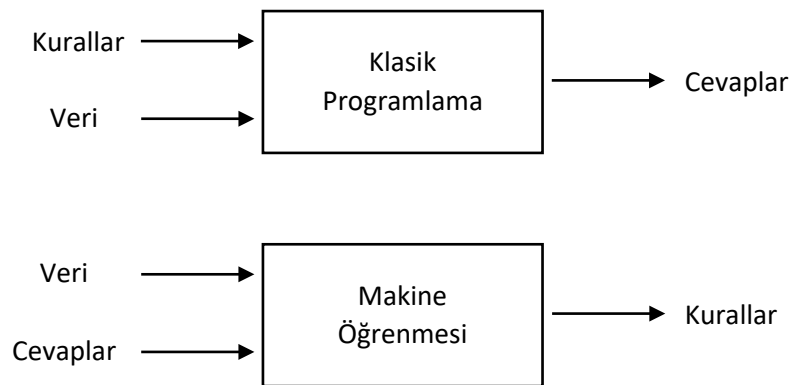 Kurallar
Veri
Klasik
Programlama
Cevaplar
Veri
Cevaplar
Makine
Öğrenmesi
Kurallar